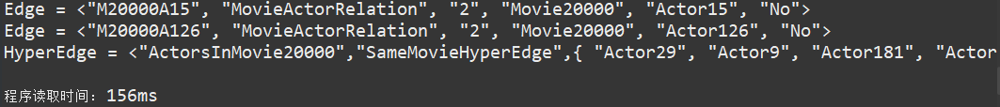 Edge = <"M20000A15", "MovieActorRelation", "2", "Movie20000", "Actor15", "No">
Edge = <"M20000A126", "MovieActorRelation", "2", "Movie20000", "Actor126", "No">
HyperEdge = <"ActorsInMovie20000","SameMovieHyperEdge",{ "Actor29", "Actor9", "Actor181", "Actor
程序读取时间：156ms